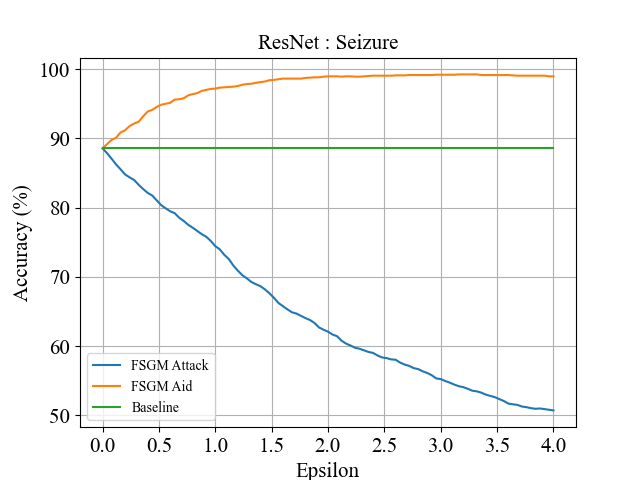 ResNet : Seizure
Accuracy (%)
100
90
80
70
60
50
FSGM Attack
FSGM Aid
Baseline
0.0 0.5 1.0 1.5 2.0 2.5 3.0 3.5 4.0
Epsilon